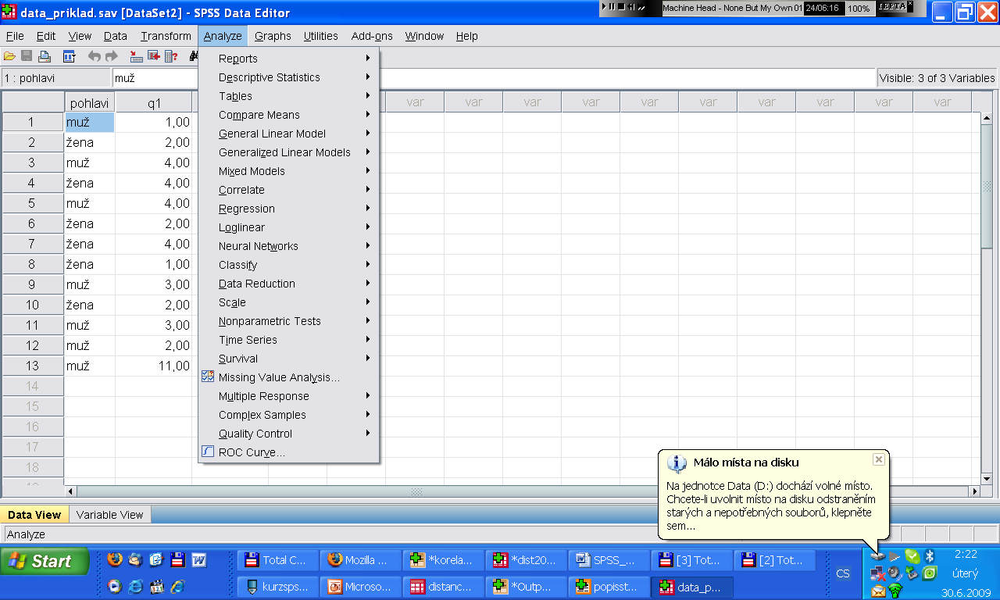 data_priklad.sav [DataSet2] - SPSS Data Editor
Machine Head - None But My Own 01 24/06:16 100%
File Edit View Data Transform Analyze Graphs Utilities Add-ons Window Help
1 : pohlavi muž Visible: 3 of 3 Variables
pohlavi q1 var var var var var var var var var var
1 muž 1,00
2 žena 2,00
3 muž 4,00
4 žena 4,00
5 muž 4,00
6 žena 2,00
7 žena 4,00
8 žena 1,00
9 muž 3,00
10 žena 2,00
11 muž 3,00
12 muž 2,00
13 muž 11,00
14
15
16
17
18
Reports
Descriptive Statistics
Tables
Compare Means
General Linear Model
Generalized Linear Models
Mixed Models
Correlate
Regression
Loglinear
Neural Networks
Classify
Data Reduction
Scale
Nonparametric Tests
Time Series
Survival
Missing Value Analysis...
Multiple Response
Complex Samples
Quality Control
ROC Curve...
Málo místa na disku
Na jednotce Data (D:) dochází volné místo.
Chcete-li uvolnit místo na disku odstraněním
starých a nepotřebných souborů, klepněte
sem...
Data View Variable View
Analyze
Start
Total C... Mozilla ... *korela... *dist20... SPSS_... [3] Tot... [2] Tot...
kurzsps... Microso... distanc... *Outp... popisst... data_p...
CS
2:22
úterý
30.6.2009